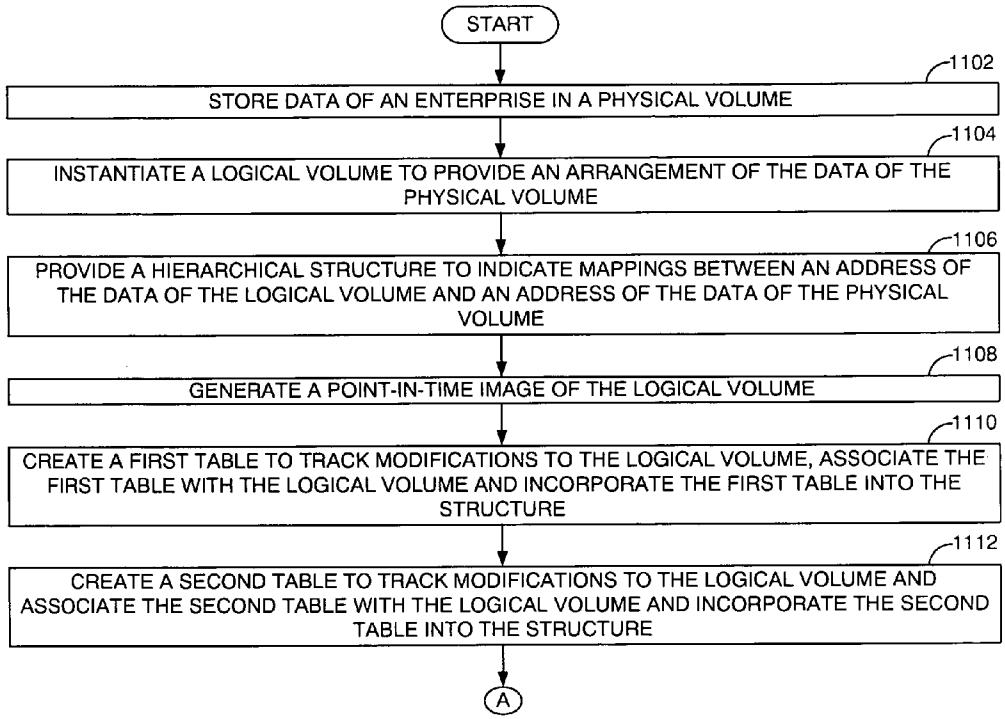 START
1102
STORE DATA OF AN ENTERPRISE IN A PHYSICAL VOLUME
1104
INSTANTIATE A LOGICAL VOLUME TO PROVIDE AN ARRANGEMENT OF THE DATA OF THE
PHYSICAL VOLUME
1106
PROVIDE A HIERARCHICAL STRUCTURE TO INDICATE MAPPINGS BETWEEN AN ADDRESS OF
THE DATA OF THE LOGICAL VOLUME AND AN ADDRESS OF THE DATA OF THE PHYSICAL
VOLUME
1108
GENERATE A POINT-IN-TIME IMAGE OF THE LOGICAL VOLUME
1110
CREATE A FIRST TABLE TO TRACK MODIFICATIONS TO THE LOGICAL VOLUME, ASSOCIATE THE
FIRST TABLE WITH THE LOGICAL VOLUME AND INCORPORATE THE FIRST TABLE INTO THE
STRUCTURE
1112
CREATE A SECOND TABLE TO TRACK MODIFICATIONS TO THE LOGICAL VOLUME AND
ASSOCIATE THE SECOND TABLE WITH THE LOGICAL VOLUME AND INCORPORATE THE SECOND
TABLE INTO THE STRUCTURE
A